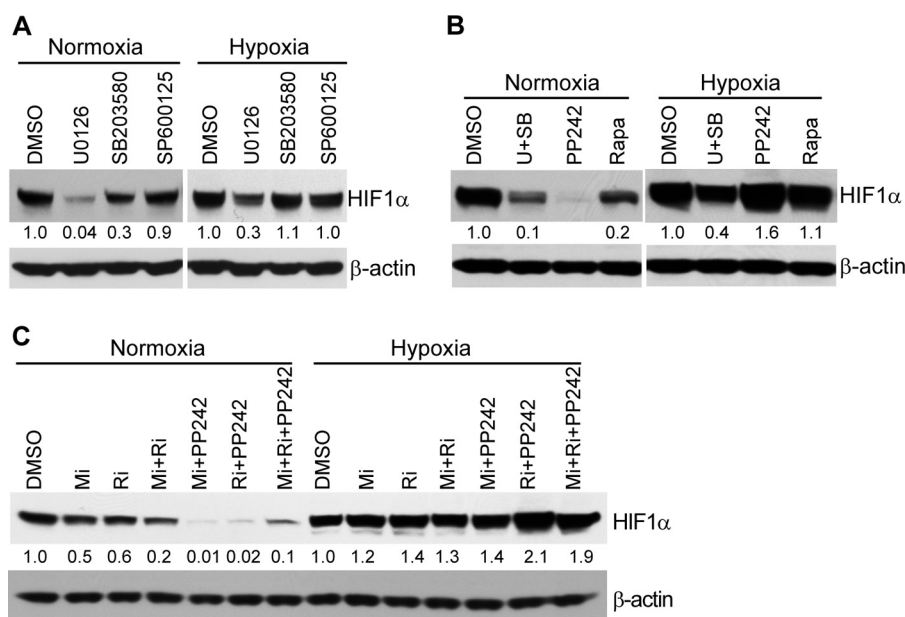 A
Normoxia Hypoxia
DMSO U0126 SB203580 SP600125 DMSO U0126 SB203580 SP600125
HIF1α
1.0 0.04 0.3 0.9 1.0 0.3 1.1 1.0
β-actin
B
Normoxia Hypoxia
DMSO U+SB PP242 Rapa DMSO U+SB PP242 Rapa
HIF1α
1.0 0.1 0.2 1.0 0.4 1.6 1.1
β-actin
C
Normoxia Hypoxia
DMSO Mi Ri Mi+Ri Mi+PP242 Ri+PP242 Mi+Ri+PP242 DMSO Mi Ri Mi+Ri Mi+PP242 Ri+PP242 Mi+Ri+PP242
HIF1α
1.0 0.5 0.6 0.2 0.01 0.02 0.1 1.0 1.2 1.4 1.3 1.4 2.1 1.9
β-actin